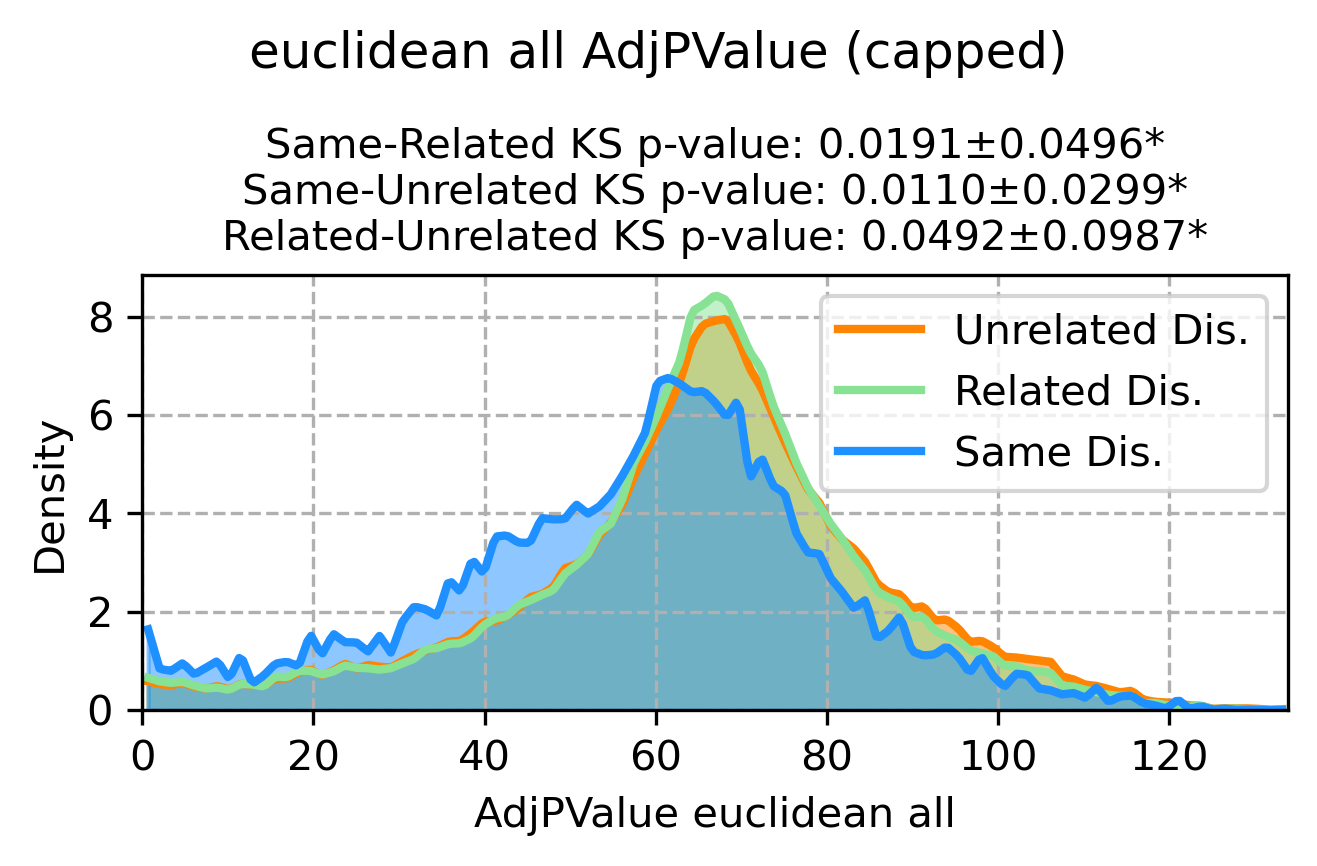 euclidean all AdjPValue (capped)
Same-Related KS p-value: 0.0191±0.0496*
Same-Unrelated KS p-value: 0.0110±0.0299*
Related-Unrelated KS p-value: 0.0492±0.0987*
8
6
4
2
0
Density
Unrelated Dis.
Related Dis.
Same Dis.
0 20 40 60 80 100 120
AdjPValue euclidean all